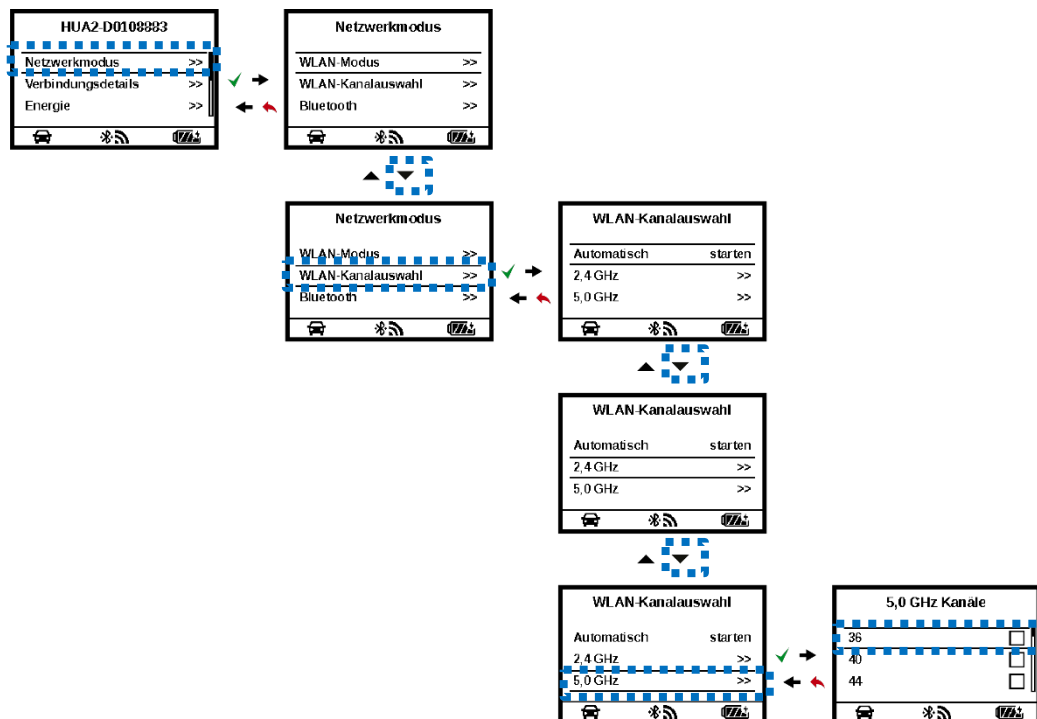 HUA2-D0108883
Netzwerkmodus >>
Verbindungsdetails >>
Energie >>
Netzwerkmodus
WLAN-Modus >>
WLAN-Kanalauswahl >>
Bluetooth >>
Netzwerkmodus
WLAN-Modus >>
WLAN-Kanalauswahl >>
Bluetooth >>
WLAN-Kanalauswahl
Automatisch starten
2,4 GHz >>
5,0 GHz >>
WLAN-Kanalauswahl
Automatisch starten
2,4 GHz >>
5,0 GHz >>
WLAN-Kanalauswahl
Automatisch starten
2,4 GHz >>
5,0 GHz >>
5,0 GHz Kanäle
36
40
44